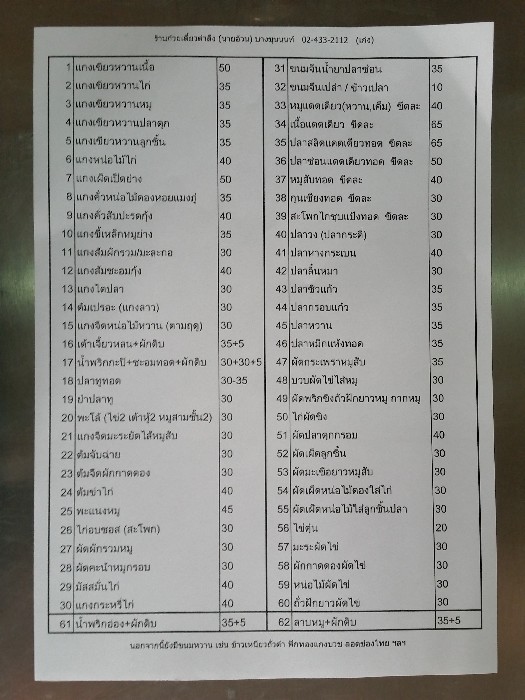 ร้านก๋วยเตี๋ยวตำลึง (นายอ้วน) บางขุนนนท์ 02-433-2112 (เก่ง)
1 แกงเขียวหวานเนื้อ 50
2 แกงเขียวหวานไก่ 35
3 แกงเขียวหวานหมู 35
4 แกงเขียวหวานปลาดุก 35
5 แกงเขียวหวานลูกชิ้น 35
6 แกงหน่อไม้ไก่ 40
7 แกงเผ็ดเป็ดย่าง 50
8 แกงคั่วหน่อไม้ดองหอยแมงภู่ 35
9 แกงคั่วสับปะรดกุ้ง 40
10 แกงขี้เหล็กหมูย่าง 35
11 แกงส้มผักรวม/มะละกอ 30
12 แกงส้มชะอมกุ้ง 40
13 แกงไตปลา 30
14 ต้มเปรอะ (แกงลาว) 30
15 แกงจืดหน่อไม้หวาน (ตามฤดู) 30
16 เต้าเจี้ยวหลน+ผักดิบ 35+5
17 น้ำพริกกะปิ+ชะอมทอด+ผักดิบ 30+30+5
18 ปลาทูทอด 30-35
19 ยำปลาทู 30
20 พะโล้ (ไข่2 เต้าหู้2 หมูสามชั้น2) 30
21 แกงจืดมะระยัดไส้หมูสับ 30
22 ต้มจับฉ่าย 30
23 ต้มจืดผักกาดดอง 30
24 ต้มข่าไก่ 40
25 พะแนงหมู 45
26 ไก่อบซอส (สะโพก) 30
27 ผัดผักรวมหมู 30
28 ผัดคะน้าหมูกรอบ 30
29 มัสมั่นไก่ 40
30 แกงกระหรี่ไก่ 40
61 น้ำพริกอ่อง+ผักดิบ 35+5
31 ขนมจีนน้ำยาปลาช่อน 35
32 ขนมจีนเปล่า / ข้าวเปล่า 10
33 หมูแดดเดียว(หวาน,เค็ม) ขีดละ 40
34 เนื้อแดดเดียว ขีดละ 65
35 ปลาสลิดแดดเดียวทอด ขีดละ 65
36 ปลาช่อนแดดเดียวทอด ขีดละ 50
37 หมูสับทอด ขีดละ 40
38 กุนเชียงทอด ขีดละ 30
39 สะโพกไก่ชุบแป้งทอด ขีดละ 30
40 ปลาวง (ปลากระดี่) 30
41 ปลาหางกระเบน 40
42 ปลาลิ้นหมา 30
43 ปลาซิวแก้ว 35
44 ปลากรอบแก้ว 35
45 ปลาหวาน 35
46 ปลาหมึกแห้งทอด 35
47 ผัดกระเพราหมูสับ 35
48 บวบผัดไข่ใส่หมู 30
49 ผัดพริกขิงถั่วฝักยาวหมู กากหมู 30
50 ไก่ผัดขิง 30
51 ผัดปลาดุกกรอบ 40
52 ผัดเผ็ดลูกชิ้น 30
53 ผัดมะเขือยาวหมูสับ 30
54 ผัดเผ็ดหน่อไม้ดองใส่ไก่ 30
55 ผัดเผ็ดหน่อไม้ใส่ลูกชิ้นปลา 30
56 ไข่ตุ๋น 20
57 มะระผัดไข่ 30
58 ผักกาดดองผัดไข่ 30
59 หน่อไม้ผัดไข่ 30
60 ถั่วฝักยาวผัดไข่ 30
62 ลาบหมู+ผักดิบ 35+5
นอกจากนี้ยังมีขนมหวาน เช่น ข้าวเหนียวถั่วดำ ฟักทองแกงบวช ลอดช่องไทย ฯลฯ